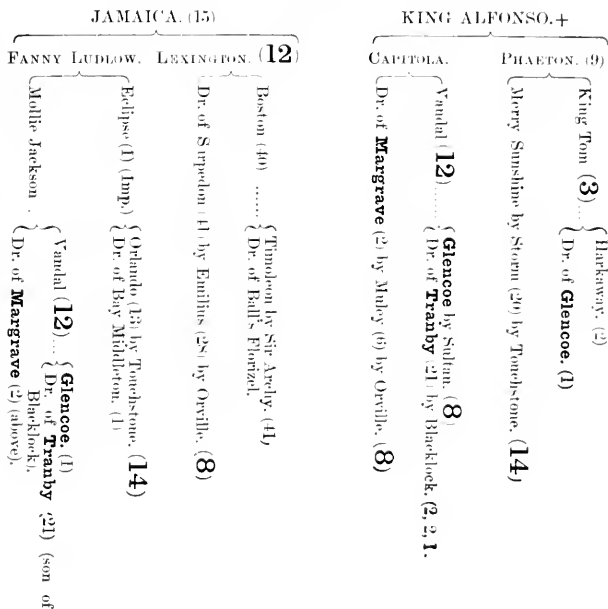 JAMAICA. (15)
FANNY LUDLOW. LEXINGTON. (12)
Mollie Jackson .
Vandal (12)...
Glencoe. (1)
Dr. of Tranby (21) (son of
Blacklock).
Dr. of Margrave (2) (above).
Eclipse (1) (Imp.)
Orlando (13) by Touchstone. (14)
Dr. of Bay Middleton. (1)
Dr. of Sarpedon (41) by Emilius (28) by Orville. (8)
Boston (40) ......
Timoleon by Sir Archy. (41)
Dr. of Ball's Florizel.
KING ALFONSO.+
CAPITOLA. PHAETON. (9)
Dr. of Margrave (2) by Muley (6) by Orville. (8)
Vandal (12)......
Glencoe by Sultan. (8)
Dr. of Tranby (21) by Blacklock. (2, 2, 1.
Merry Sunshine by Storm (20) by Touchstone. (14)
King Tom (3)...
Harkaway. (2)
Dr. of Glencoe. (1)